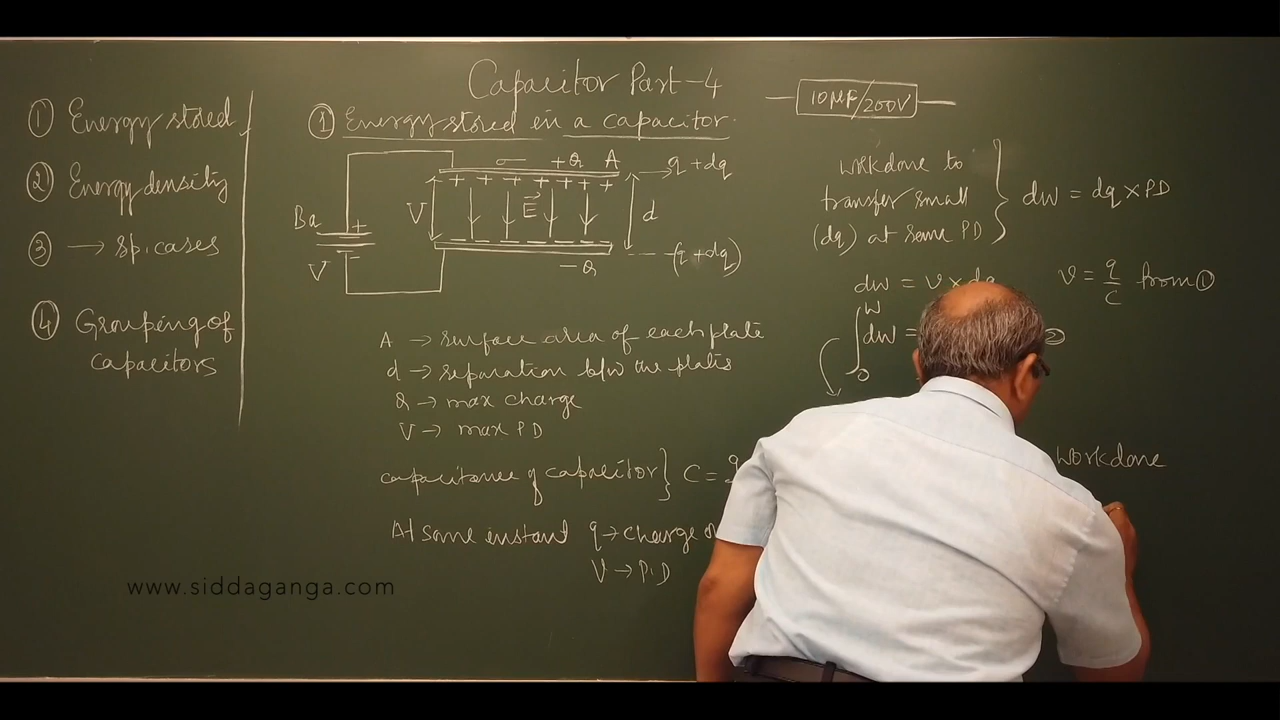 Capacitor Part-4
① Energy stored
② Energy density
③ → sp. cases
④ Grouping of
capacitors
① Energy stored in a capacitor.
10μF/200V
σ +Q A
q + dq
+ + + + + + +
V E d
Ba
+
-
V
-(q + dq)
-Q
A → surface area of each plate
d → separation b/w the plates
Q → max charge
V → max PD
capacitance of capacitor} C =
At some instant q → charge
V → P.D
workdone to
transfer small
(dq) at some PD
dw = dq × PD
dw = v × dq
v = q/C from ①
∫ W dw =
0
②
workdone
www.siddaganga.com